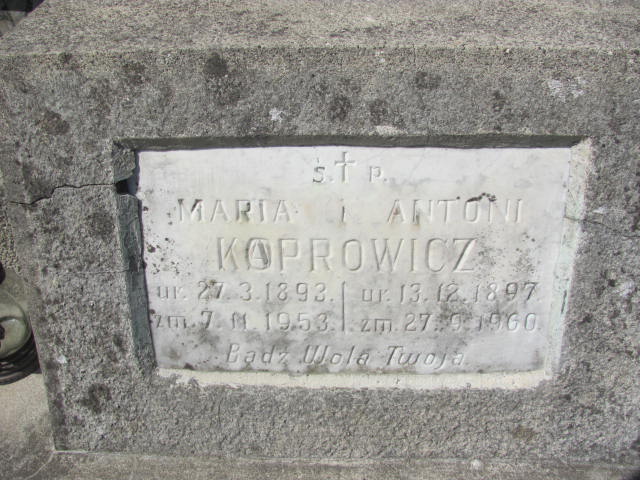 Ś. † P.
MARIA I ANTONI
KOPROWICZ
ur. 27.3.1893. ur. 13.12.1897.
zm. 7.11.1953. zm. 27.9.1960.
Bądź Wola Twoja.